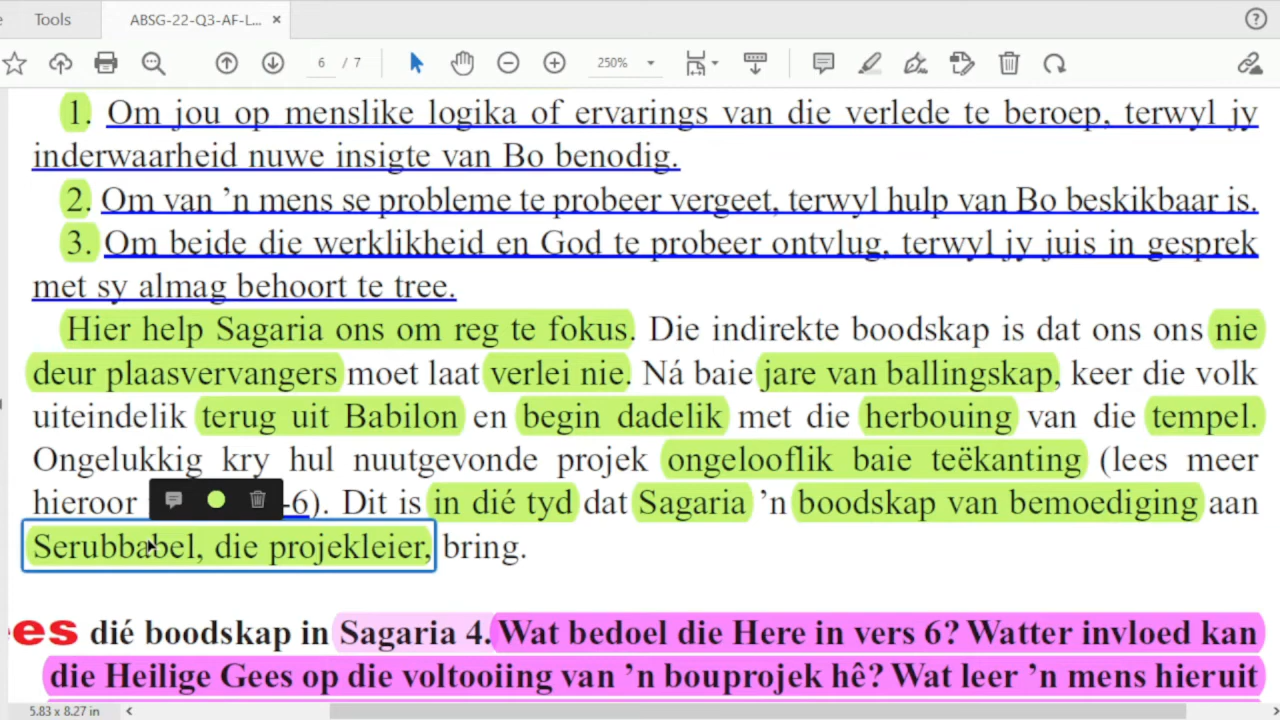 Tools
ABSG-22-Q3-AF-L... ×
6 / 7
250%
1. Om jou op menslike logika of ervarings van die verlede te beroep, terwyl jy
inderwaarheid nuwe insigte van Bo benodig.
2. Om van ’n mens se probleme te probeer vergeet, terwyl hulp van Bo beskikbaar is.
3. Om beide die werklikheid en God te probeer ontvlug, terwyl jy juis in gesprek
met sy almag behoort te tree.
Hier help Sagaria ons om reg te fokus. Die indirekte boodskap is dat ons ons nie
deur plaasvervangers moet laat verlei nie. Ná baie jare van ballingskap, keer die volk
uiteindelik terug uit Babilon en begin dadelik met die herbouing van die tempel.
Ongelukkig kry hul nuutgevonde projek ongelooflik baie teëkanting (lees meer
hieroor -6). Dit is in dié tyd dat Sagaria ’n boodskap van bemoediging aan
Serubbabel, die projekleier, bring.
es dié boodskap in Sagaria 4. Wat bedoel die Here in vers 6? Watter invloed kan
die Heilige Gees op die voltooiing van ’n bouprojek hê? Wat leer ’n mens hieruit
5.83 x 8.27 in